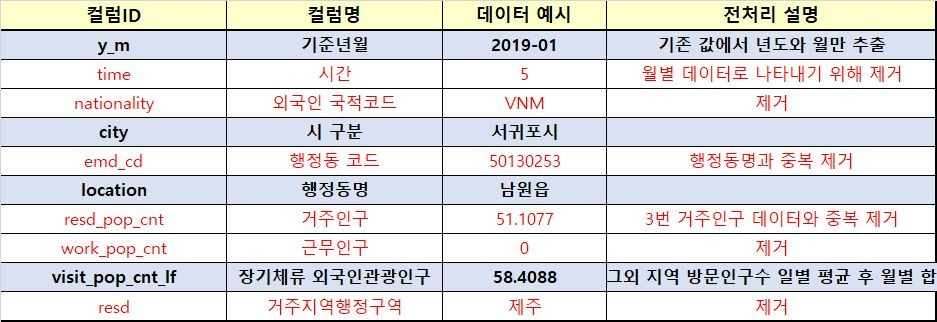 컬럼ID 컬럼명 데이터 예시 전처리 설명
y_m 기준년월 2019-01 기존 값에서 년도와 월만 추출
time 시간 5 월별 데이터로 나타내기 위해 제거
nationality 외국인 국적코드 VNM 제거
city 시 구분 서귀포시
emd_cd 행정동 코드 50130253 행정동명과 중복 제거
location 행정동명 남원읍
resd_pop_cnt 거주인구 51.1077 3번 거주인구 데이터와 중복 제거
work_pop_cnt 근무인구 0 제거
visit_pop_cnt_lf 장기체류 외국인관광인구 58.4088 그외 지역 방문인구수 일별 평균 후 월별 합
resd 거주지역행정구역 제주 제거